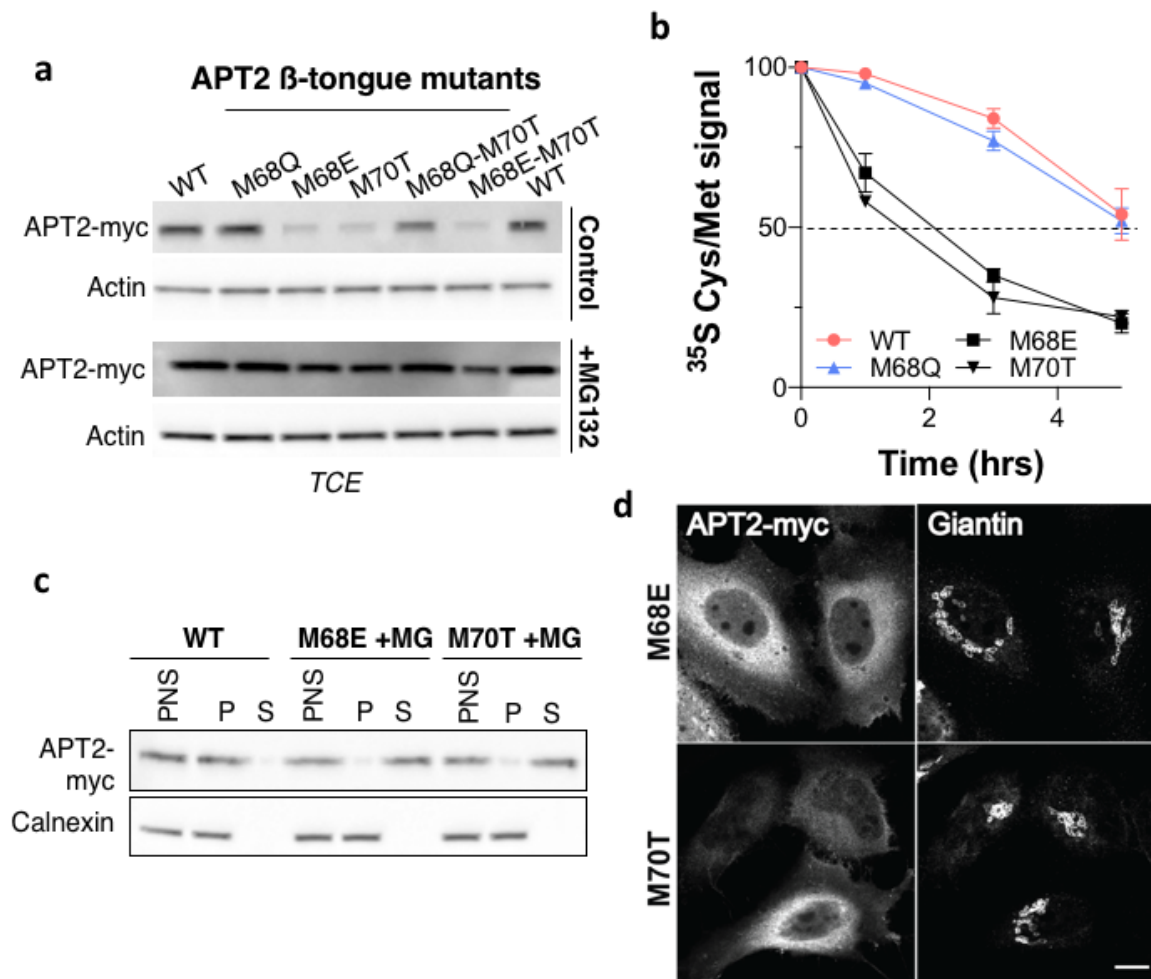 a
APT2 ß-tongue mutants
WT M68Q M68E M70T M68Q-M70T M68E-M70T WT
APT2-myc
Actin
Control
APT2-myc
Actin
+MG132
TCE
b
35S Cys/Met signal
100
50
0
WT M68E
M68Q M70T
0 2 4
Time (hrs)
c
WT M68E +MG M70T +MG
PNS P S PNS P S PNS P S
APT2-
myc
Calnexin
d
APT2-myc Giantin
M68E
M70T